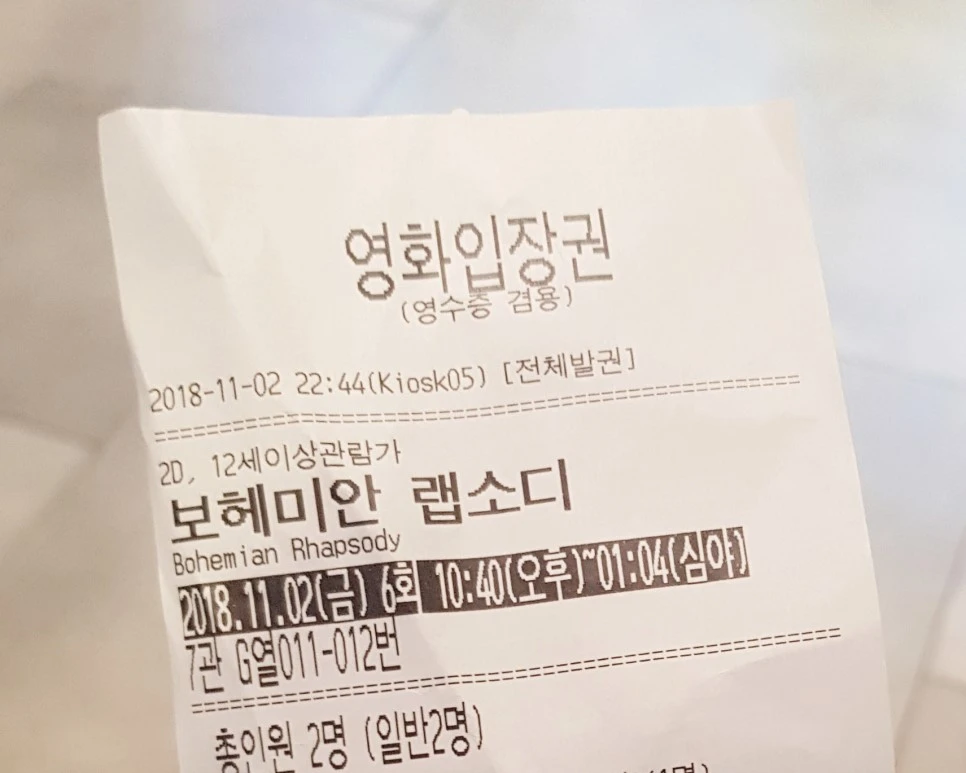 영화입장권
(영수증 겸용)
2018-11-02 22:44(Kiosk05) [전체발권]
2D, 12세이상관람가
보헤미안 랩소디
Bohemian Rhapsody
2018.11.02(금) 6회 10:40(오후)~01:04(심야)
7관 G열011-012번
총인원 2명 (일반2명)